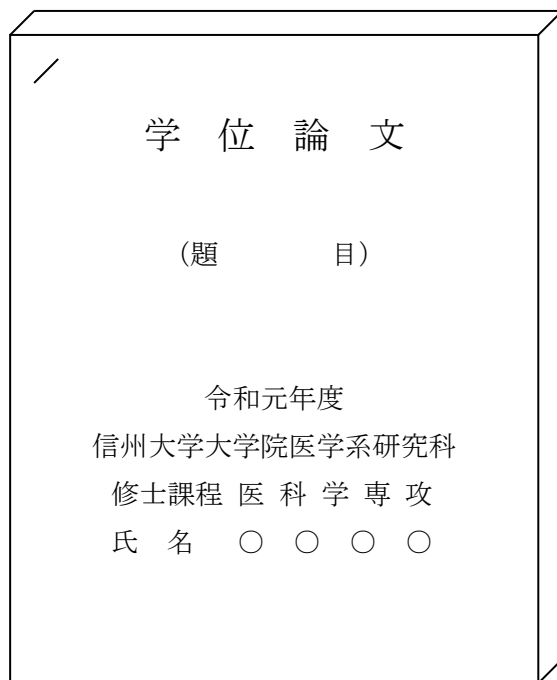 学 位 論 文
（題　　　　目）
令和元年度
信州大学大学院医学系研究科
修士課程 医 科 学 専 攻
氏 名 ○ ○ ○ ○